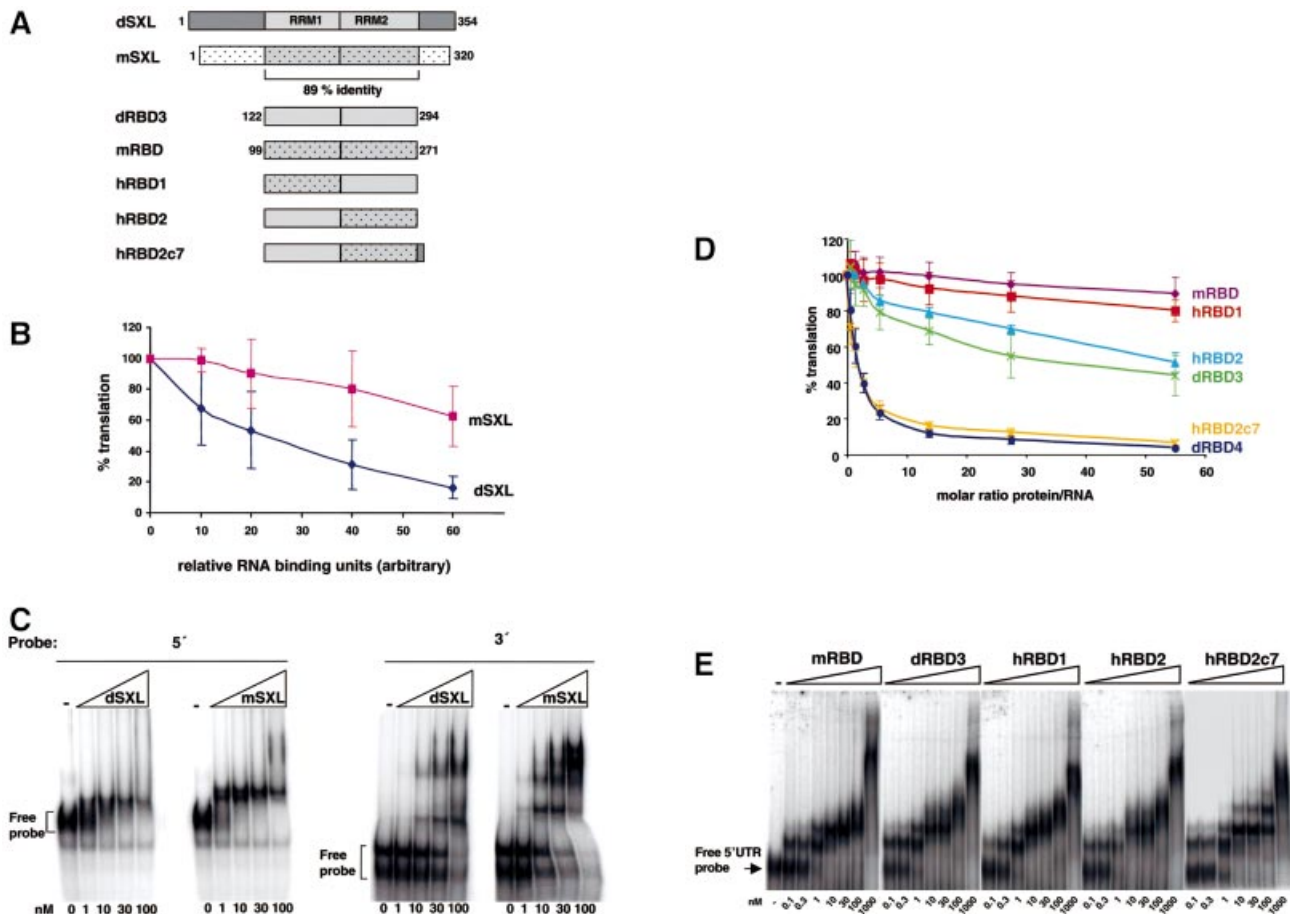 A
dSXL 1 RRM1 RRM2 354
mSXL 1 320
89 % identity
dRBD3 122 294
mRBD 99 271
hRBD1
hRBD2
hRBD2c7
B
% translation
120
100
80
60
40
20
0
0 10 20 30 40 50 60
mSXL
dSXL
relative RNA binding units (arbitrary)
C
Probe: 5´ 3´
- dSXL - mSXL - dSXL - mSXL
Free probe
Free probe
nM 0 1 10 30 100 0 1 10 30 100 0 1 10 30 100 0 1 10 30 100
D
% translation
120
100
80
60
40
20
0
0 10 20 30 40 50 60
mRBD
hRBD1
hRBD2
dRBD3
hRBD2c7
dRBD4
molar ratio protein/RNA
E
- mRBD dRBD3 hRBD1 hRBD2 hRBD2c7
Free 5'UTR
probe
nM - 0.1 0.3 1 10 30 100 1000 0.1 0.3 1 10 30 100 1000 0.1 0.3 1 10 30 100 1000 0.1 0.3 1 10 30 100 1000 0.1 0.3 1 10 30 100 1000